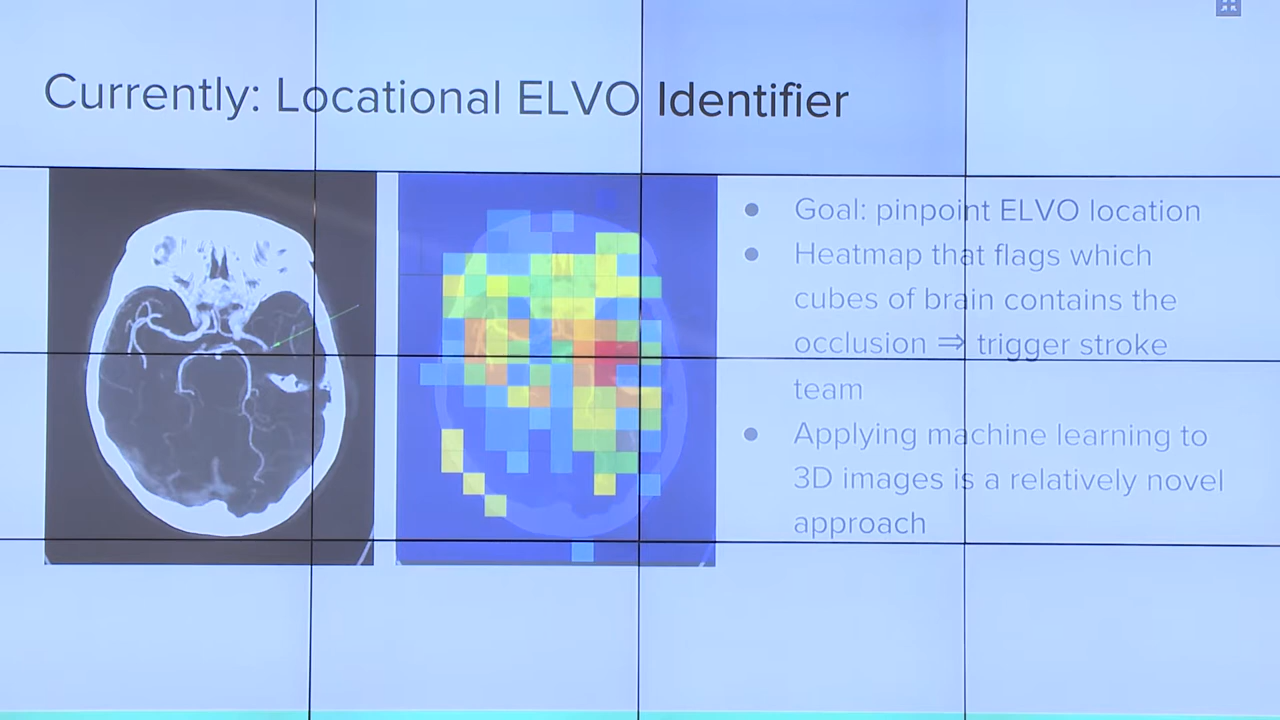 Currently: Locational ELVO Identifier
● Goal: pinpoint ELVO location
● Heatmap that flags which
cubes of brain contains the
occlusion ⇒ trigger stroke
team
● Applying machine learning to
3D images is a relatively novel
approach